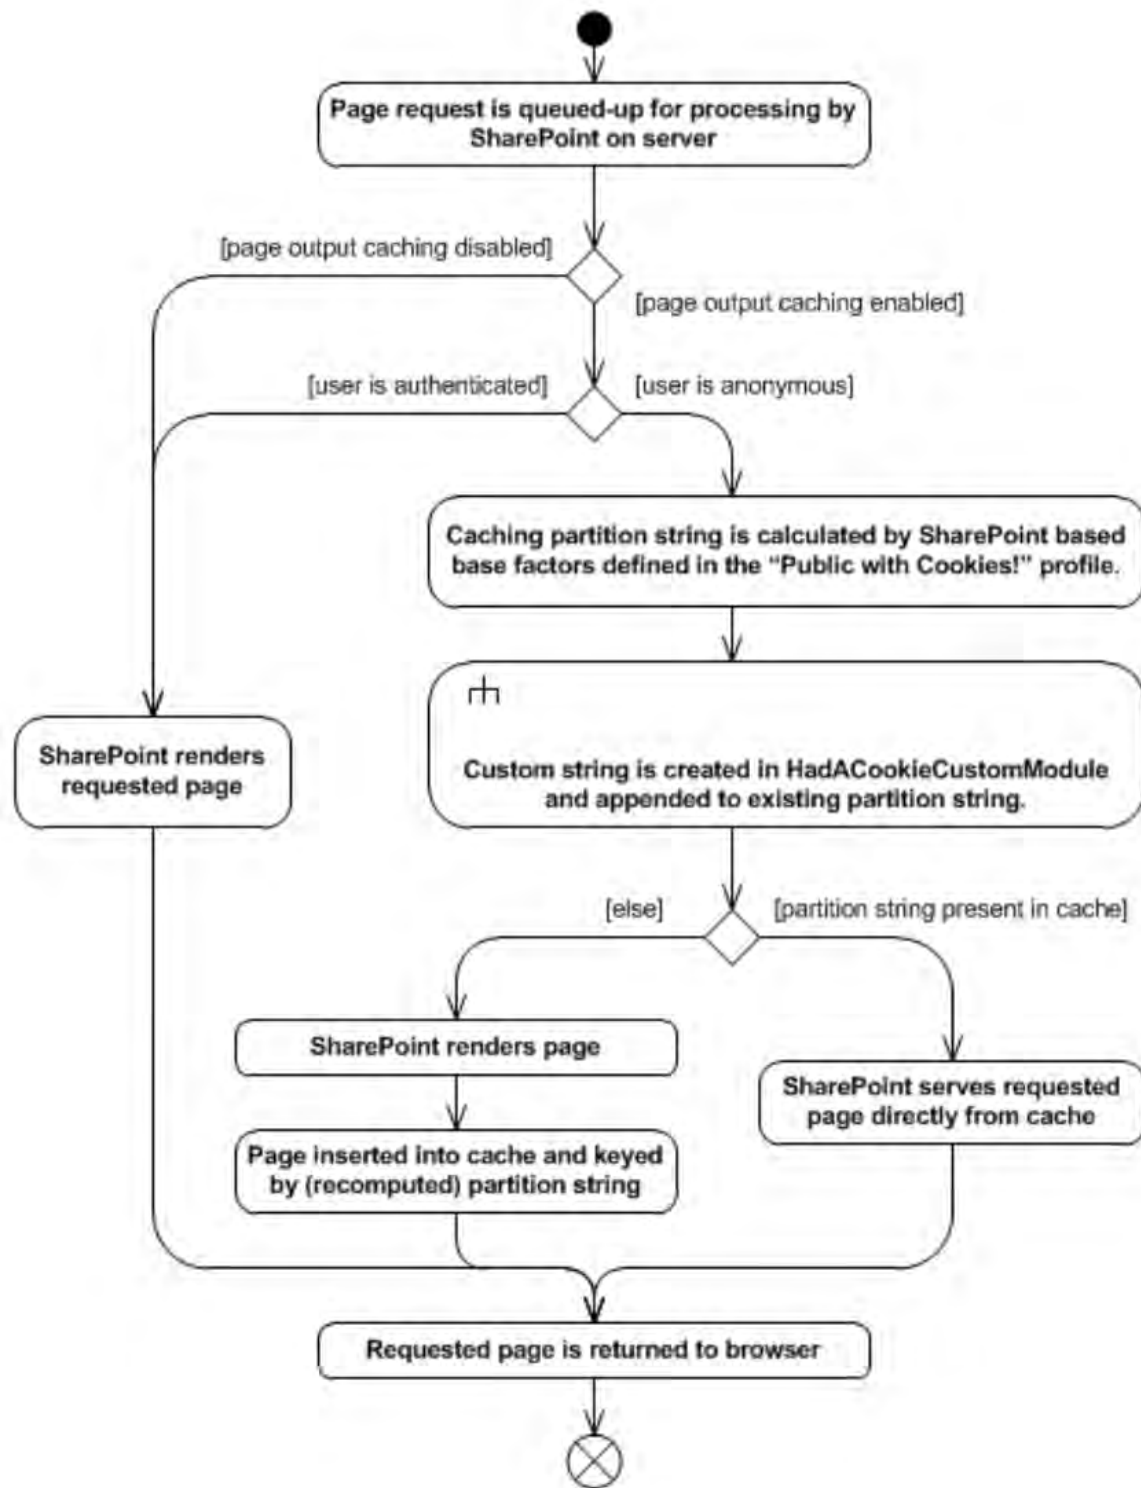 Page request is queued-up for processing by
SharePoint on server
[page output caching disabled]
[page output caching enabled]
[user is authenticated]
[user is anonymous]
Caching partition string is calculated by SharePoint based
base factors defined in the “Public with Cookies!” profile.
SharePoint renders
requested page
Custom string is created in HadACookieCustomModule
and appended to existing partition string.
[else]
[partition string present in cache]
SharePoint renders page
SharePoint serves requested
page directly from cache
Page inserted into cache and keyed
by (recomputed) partition string
Requested page is returned to browser